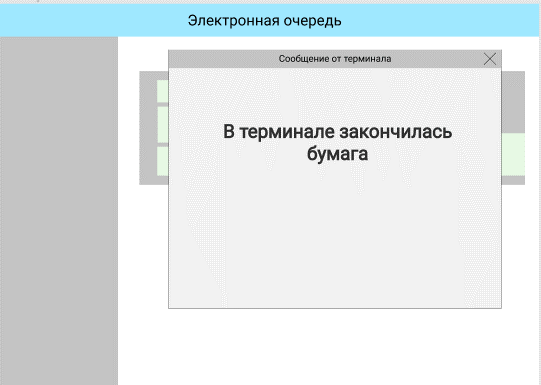 Электронная очередь
Сообщение от терминала
В терминале закончилась
бумага